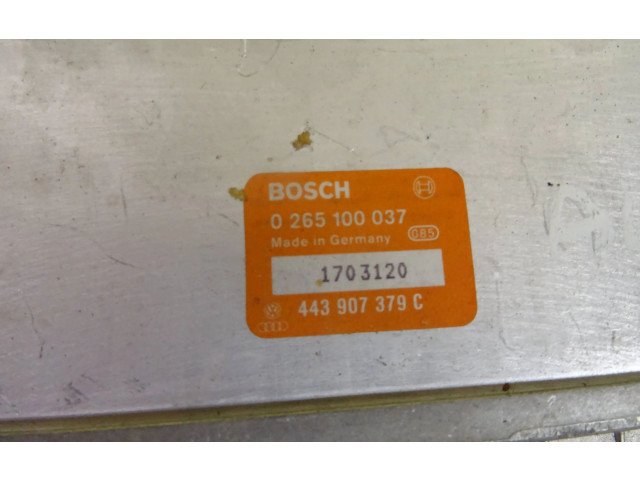 BOSCH
0 265 100 037
Made in Germany 085
1703120
443 907 379 C